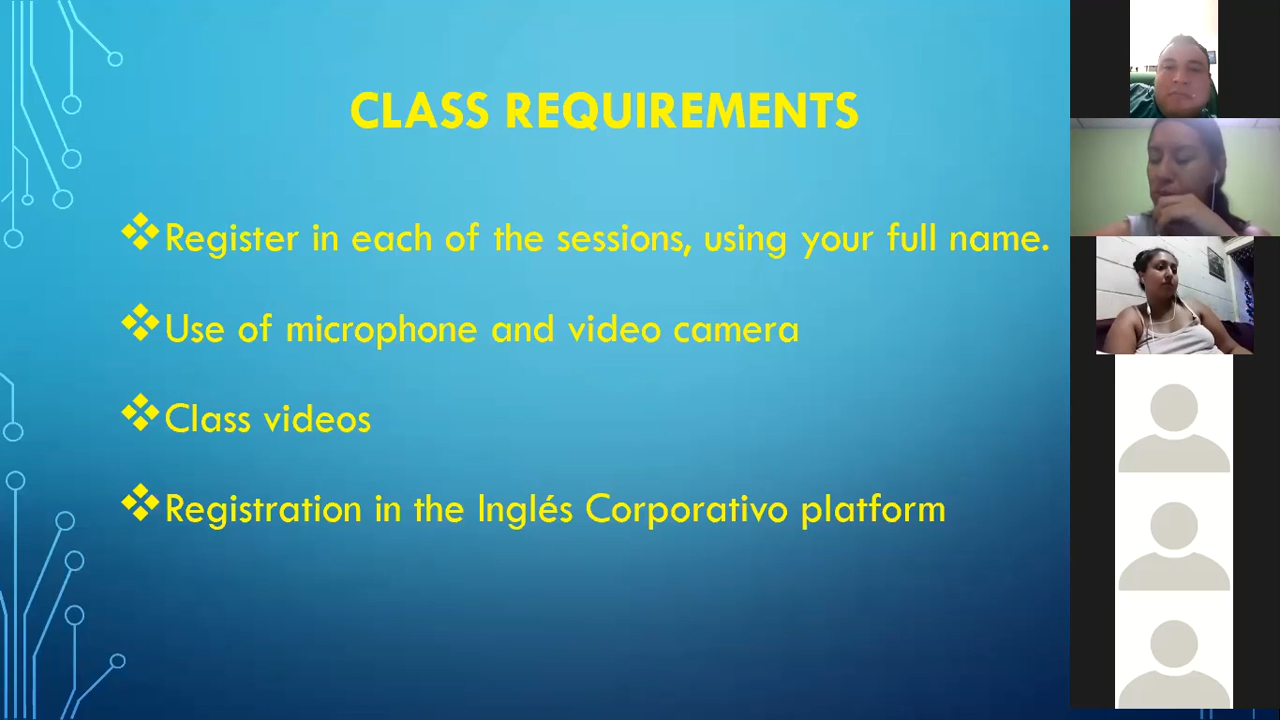 CLASS REQUIREMENTS
Register in each of the sessions, using your full name.
Use of microphone and video camera
Class videos
Registration in the Inglés Corporativo platform